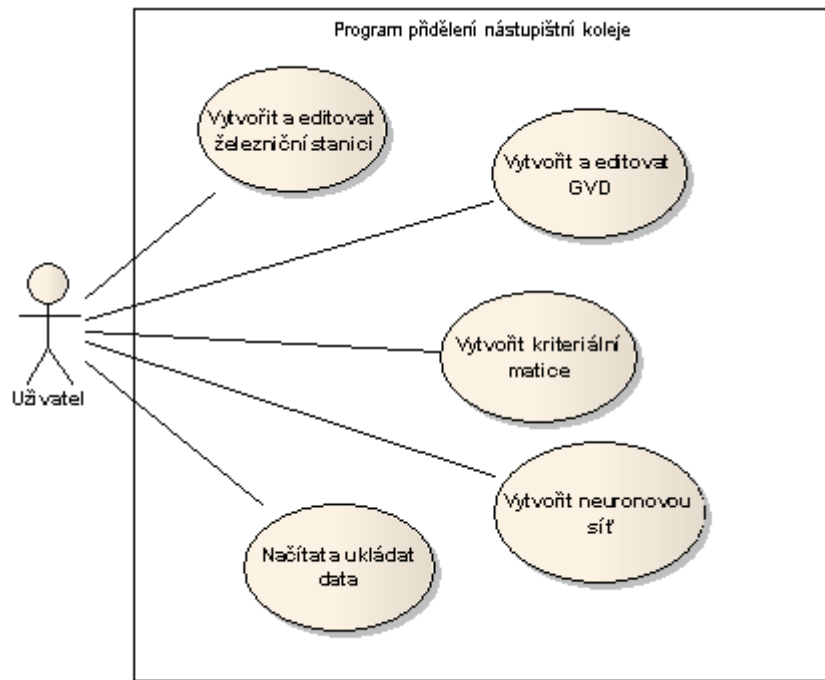 Program přidělení nástupištní koleje
Vytvořit a editovat
železniční stanici
Vytvořit a editovat
GVD
Vytvořit kriteriální
matice
Uživatel
Vytvořit neuronovou
síť
Načítat a ukládat
data